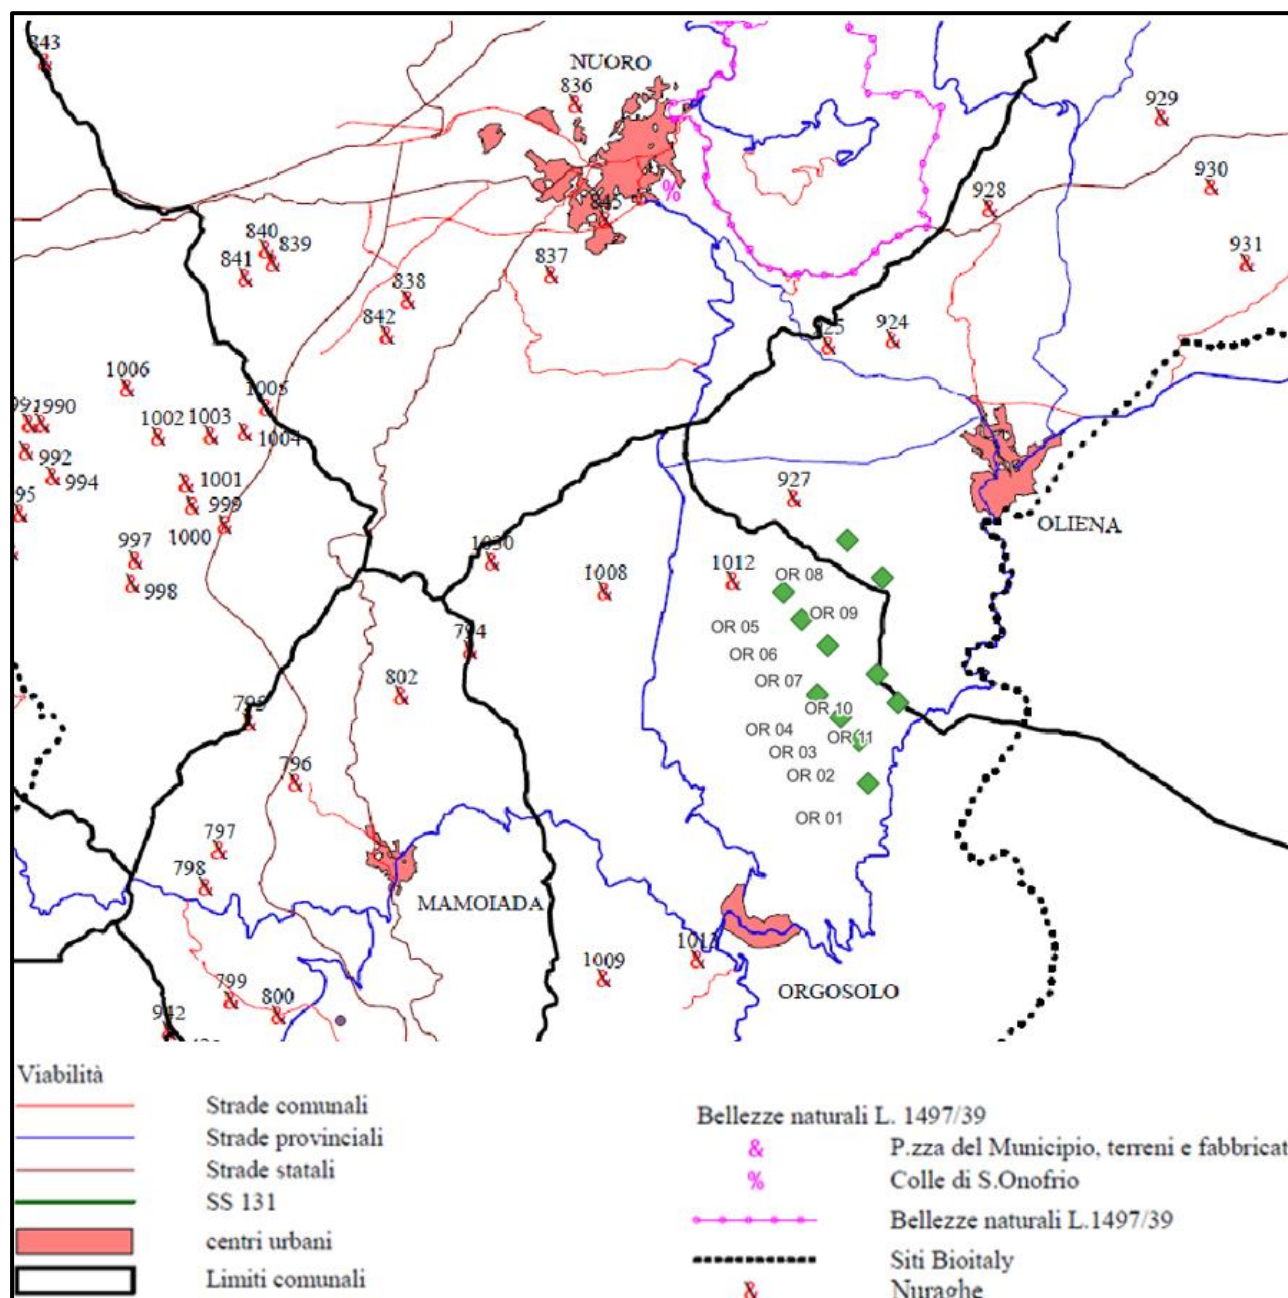 843
NUORO
836
929
930
928
845
840
839
841
837
931
838
842
924
1006
1005
1990
1002
1003
1004
992
994
1001
927
999
1000
OLIENA
997
1030
1012
1008
OR 08
998
OR 09
OR 05
794
OR 06
802
OR 07
OR 10
OR 04
OR 11
OR 03
796
OR 02
OR 01
797
798
MAMOIADA
1009
ORGOSOLO
799
800
942
Viabilità
Strade comunali
Strade provinciali
Strade statali
SS 131
centri urbani
Limiti comunali
Bellezze naturali L. 1497/39
P.zza del Municipio, terreni e fabbricat
Colle di S.Onofrio
Bellezze naturali L.1497/39
Siti Bioitaly
Nuraghe